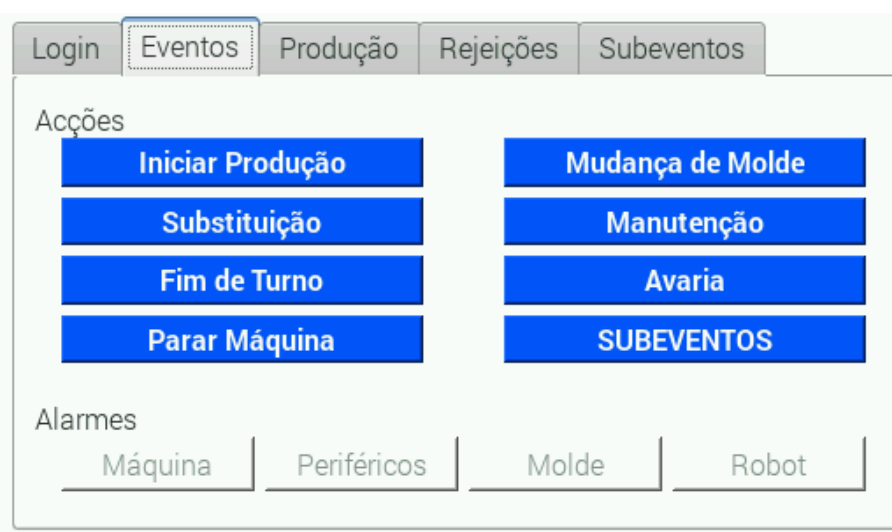 Login Eventos Produção Rejeições Subeventos
Acções
Iniciar Produção Mudança de Molde
Substituição Manutenção
Fim de Turno Avaria
Parar Máquina SUBEVENTOS
Alarmes
Máquina Periféricos Molde Robot